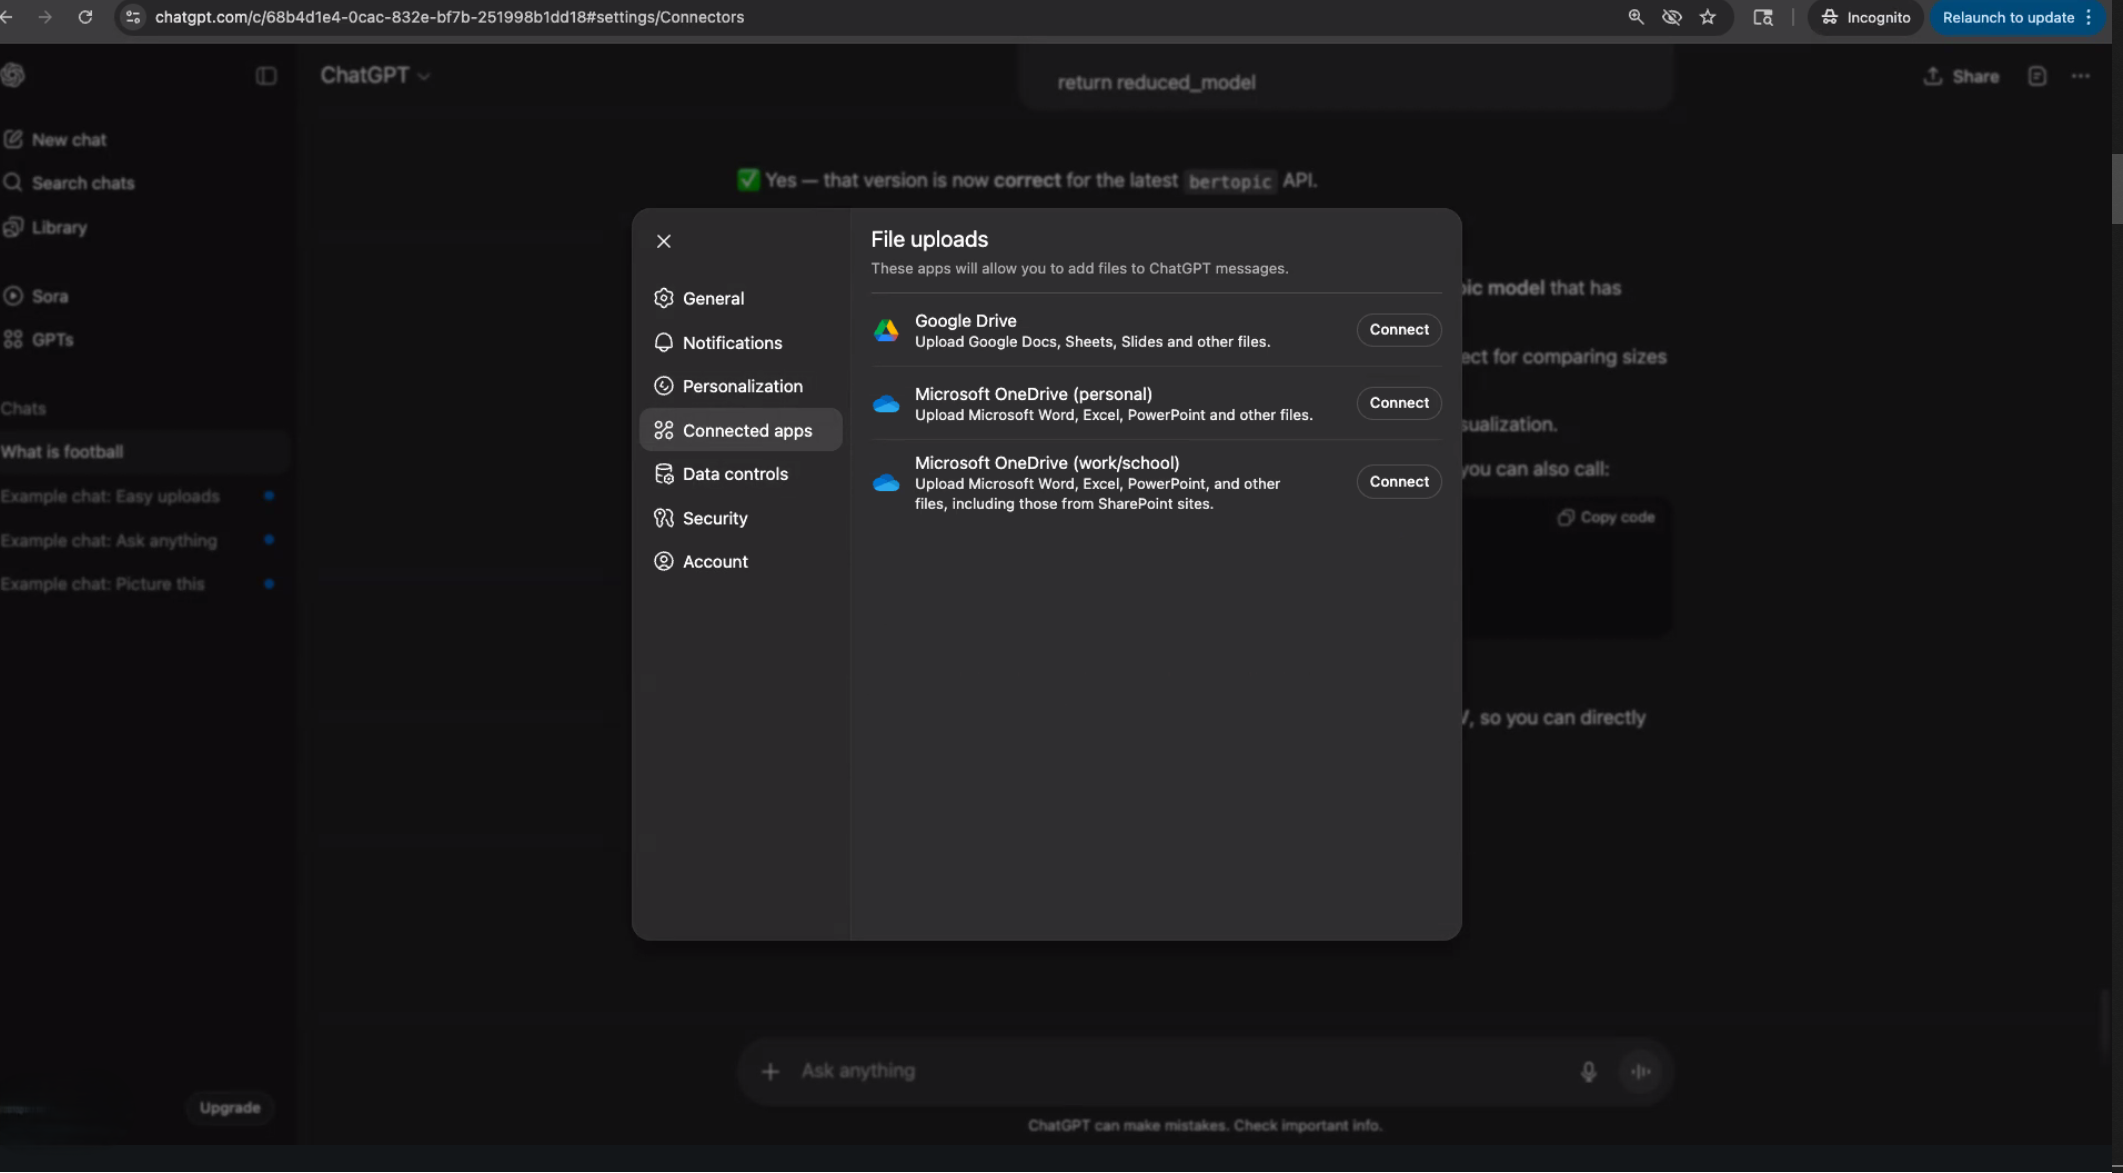 chatgpt.com/c/68b4d1e4-0cac-832e-bf7b-251998b1dd18#settings/Connectors
Incognito
Relaunch to update
ChatGPT
return reduced_model
Share
New chat
Search chats
Library
Sora
GPTs
Chats
What is football
Example chat: Easy uploads
Example chat: Ask anything
Example chat: Picture this
Upgrade
Yes — that version is now correct for the latest bertopic API.
General
Notifications
Personalization
Connected apps
Data controls
Security
Account
File uploads
These apps will allow you to add files to ChatGPT messages.
Google Drive
Upload Google Docs, Sheets, Slides and other files.
Connect
Microsoft OneDrive (personal)
Upload Microsoft Word, Excel, PowerPoint and other files.
Connect
Microsoft OneDrive (work/school)
Upload Microsoft Word, Excel, PowerPoint, and other
files, including those from SharePoint sites.
Connect
model that has
for comparing sizes
you can also call:
Copy code
so you can directly
Ask anything
ChatGPT can make mistakes. Check important info.